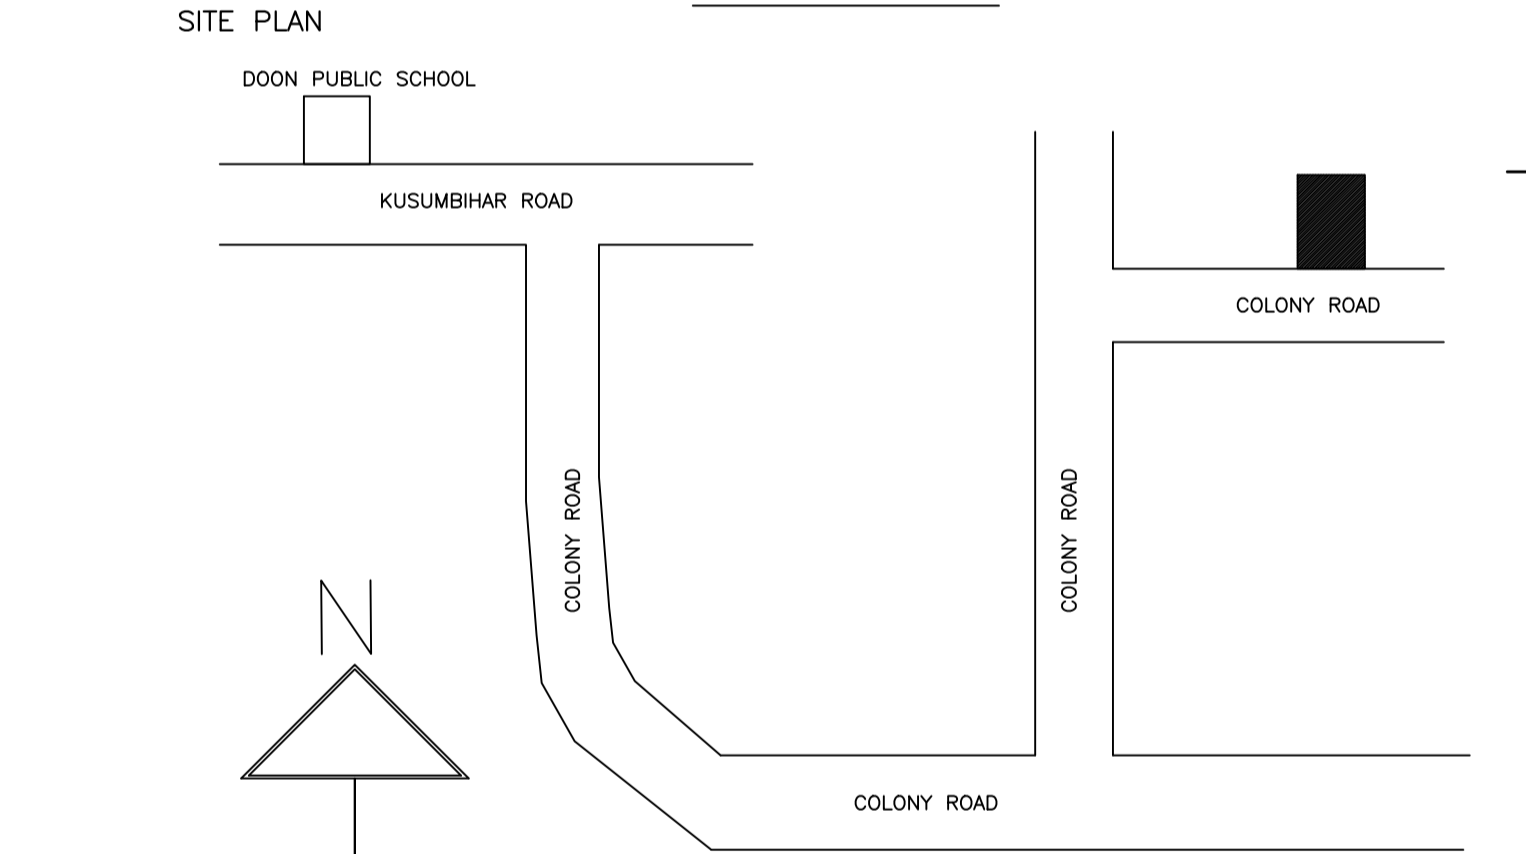 SITE PLAN
DOON PUBLIC SCHOOL
KUSUMBIHAR ROAD
COLONY ROAD
COLONY ROAD
COLONY ROAD
N
COLONY ROAD